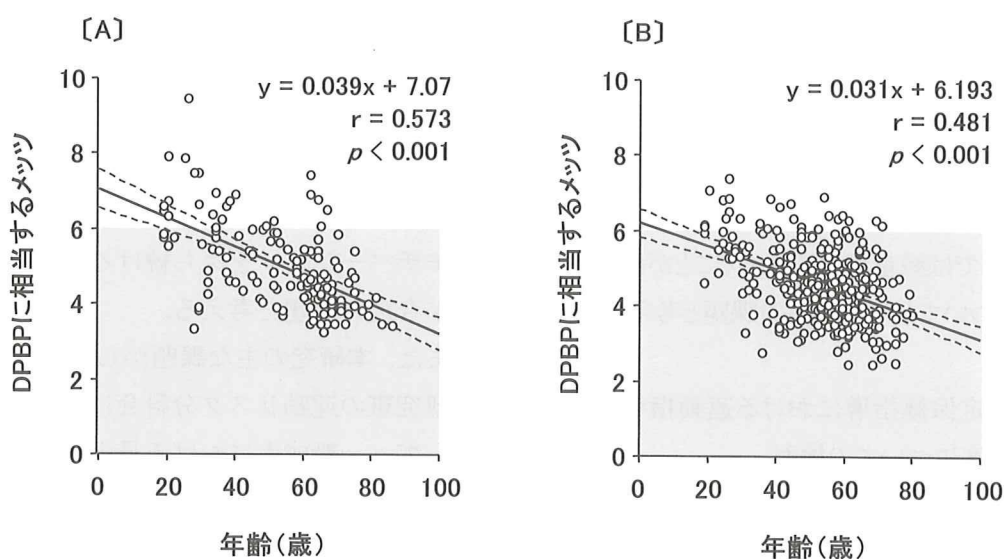 〔A〕
y = 0.039x + 7.07
r = 0.573
p < 0.001
DPBPに相当するメッツ
10
8
6
4
2
0
0 20 40 60 80 100
年齢(歳)
〔B〕
y = 0.031x + 6.193
r = 0.481
p < 0.001
DPBPに相当するメッツ
10
8
6
4
2
0
0 20 40 60 80 100
年齢(歳)